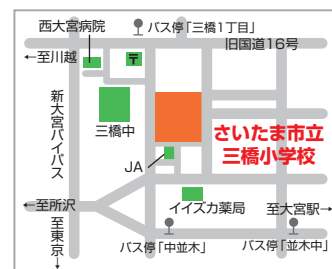 西大宮病院
バス停「三橋1丁目」
旧国道16号
←至川越
〒
新大宮バイパス
三橋中
さいたま市立
三橋小学校
JA
←至所沢
イイズカ薬局
至大宮駅→
至東京→
バス停「中並木」
バス停「並木中」